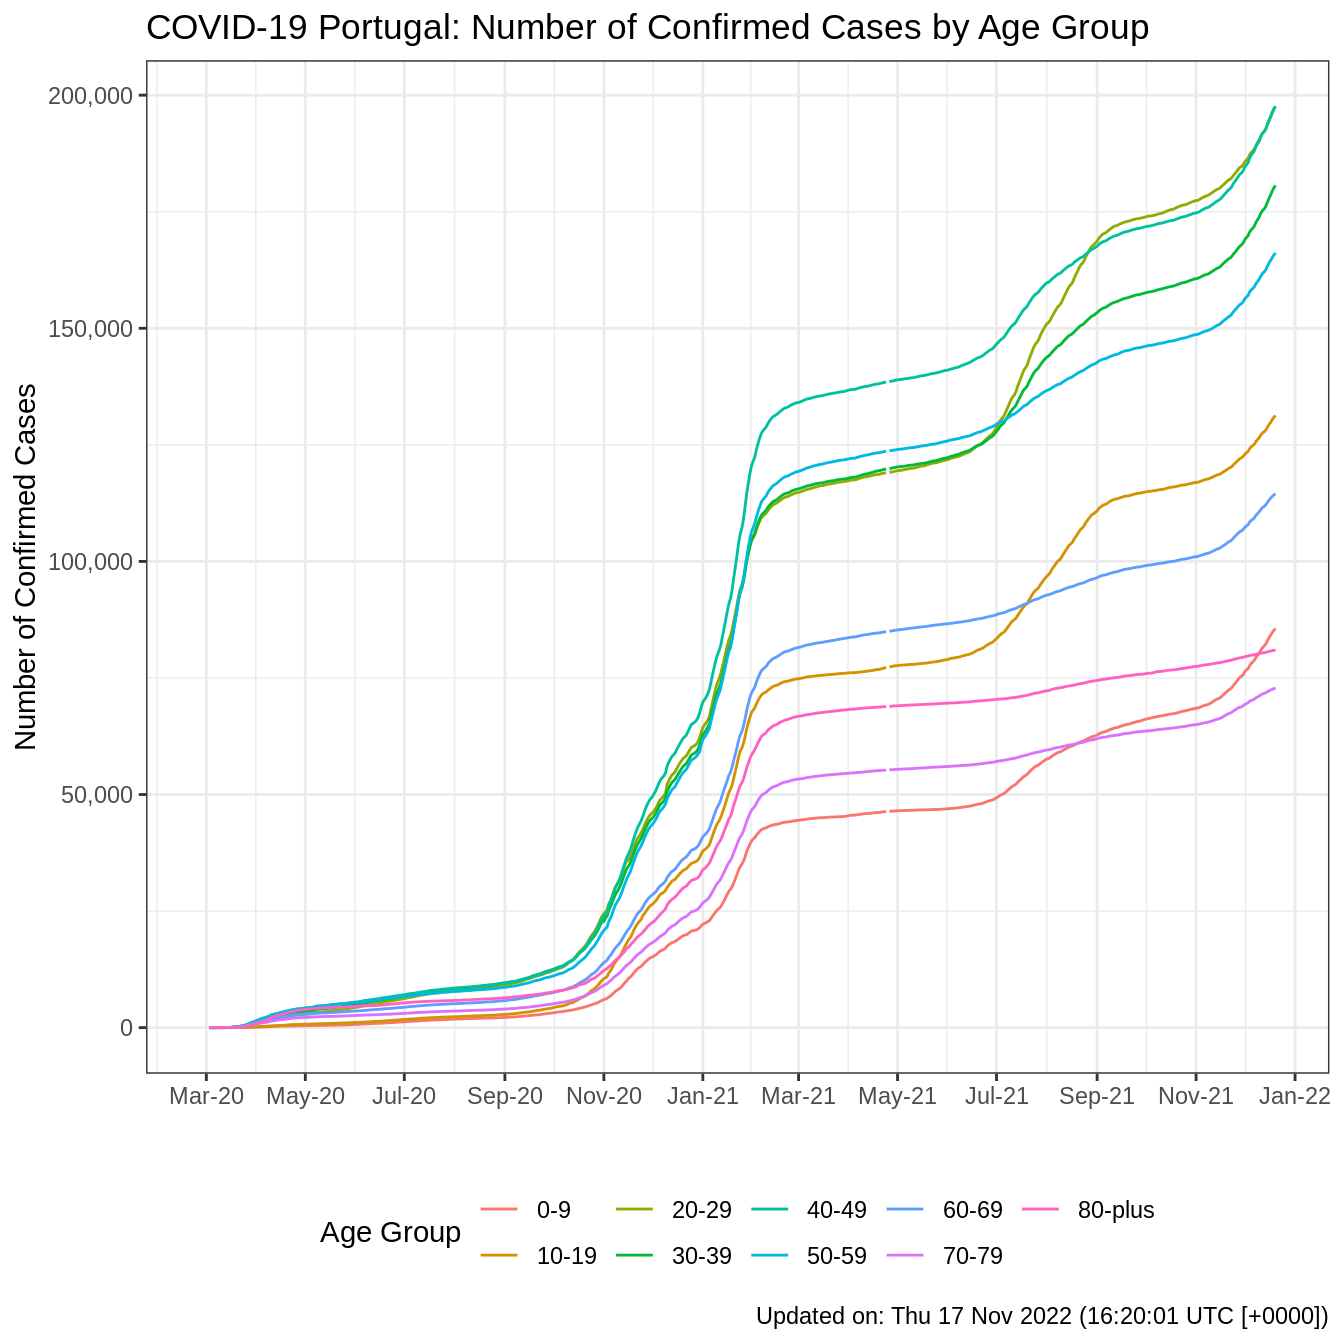 COVID-19 Portugal: Number of Confirmed Cases by Age Group
Number of Confirmed Cases
200,000
150,000
100,000
50,000
0
Mar-20 May-20 Jul-20 Sep-20 Nov-20 Jan-21 Mar-21 May-21 Jul-21 Sep-21 Nov-21 Jan-22
Age Group
0-9 20-29 40-49 60-69 80-plus
10-19 30-39 50-59 70-79
Updated on: Thu 17 Nov 2022 (16:20:01 UTC [+0000])